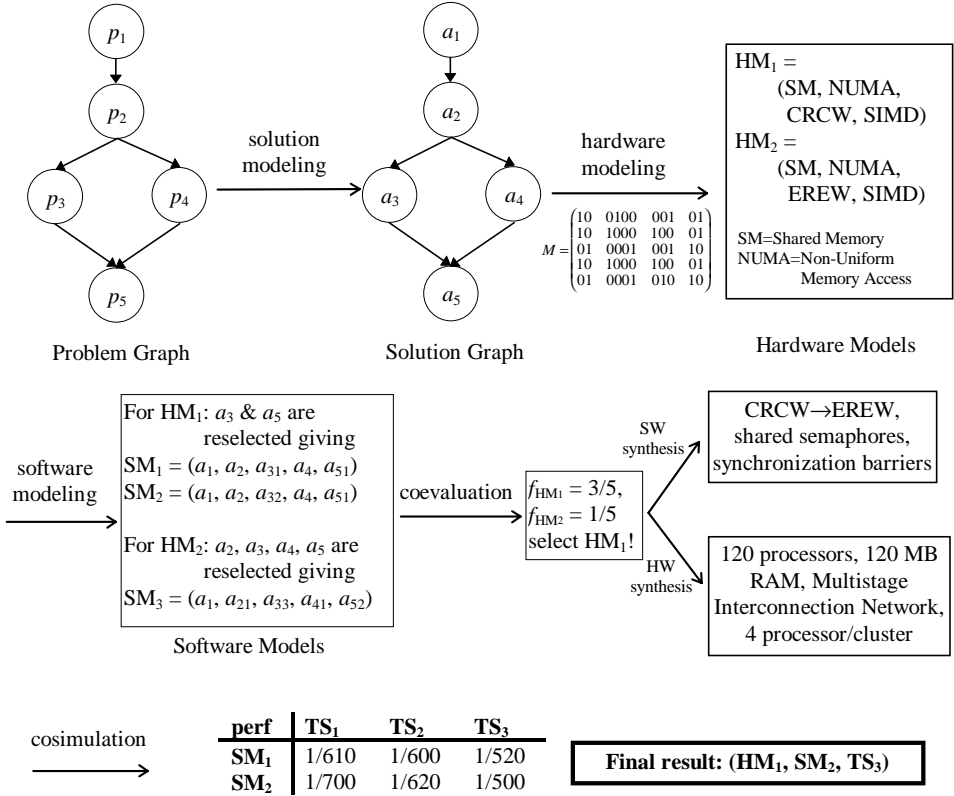 p1
p2
p3
p4
p5
Problem Graph
solution
modeling
a1
a2
a3
a4
a5
Solution Graph
hardware
modeling
M =
10 0100 001 01
10 1000 100 01
01 0001 001 10
10 1000 100 01
01 0001 010 10
HM1 =
(SM, NUMA,
CRCW, SIMD)
HM2 =
(SM, NUMA,
EREW, SIMD)
SM=Shared Memory
NUMA=Non-Uniform
Memory Access
Hardware Models
software
modeling
For HM1: a3 & a5 are
reselected giving
SM1 = (a1, a2, a31, a4, a51)
SM2 = (a1, a2, a32, a4, a51)
For HM2: a2, a3, a4, a5 are
reselected giving
SM3 = (a1, a21, a33, a41, a52)
Software Models
coevaluation
fHM1 = 3/5,
fHM2 = 1/5
select HM1!
SW
synthesis
CRCW→EREW,
shared semaphores,
synchronization barriers
HW
synthesis
120 processors, 120 MB
RAM, Multistage
Interconnection Network,
4 processor/cluster
cosimulation
perf TS1 TS2 TS3
SM1 1/610 1/600 1/520
SM2 1/700 1/620 1/500
Final result: (HM1, SM2, TS3)